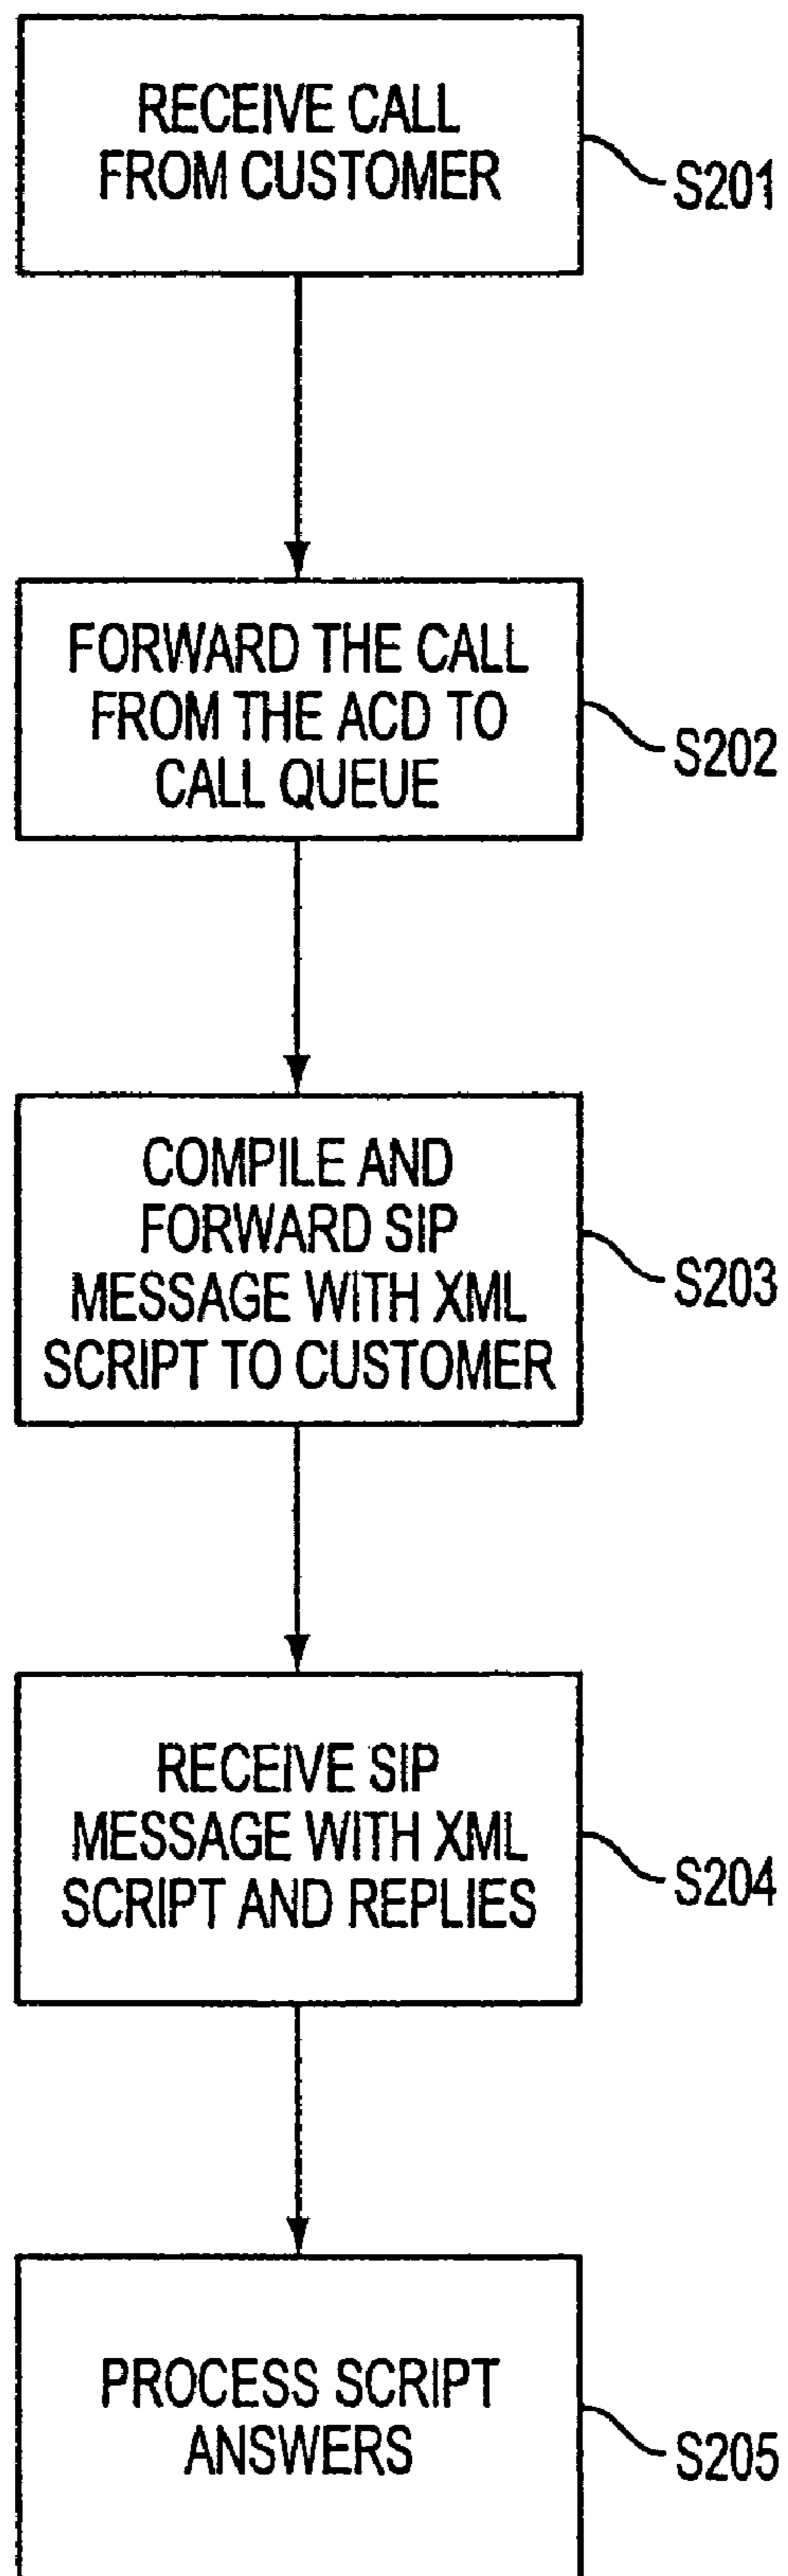 RECEIVE CALL
FROM CUSTOMER
S201
FORWARD THE CALL
FROM THE ACD TO
CALL QUEUE
S202
COMPILE AND
FORWARD SIP
MESSAGE WITH XML
SCRIPT TO CUSTOMER
S203
RECEIVE SIP
MESSAGE WITH XML
SCRIPT AND REPLIES
S204
PROCESS SCRIPT
ANSWERS
S205